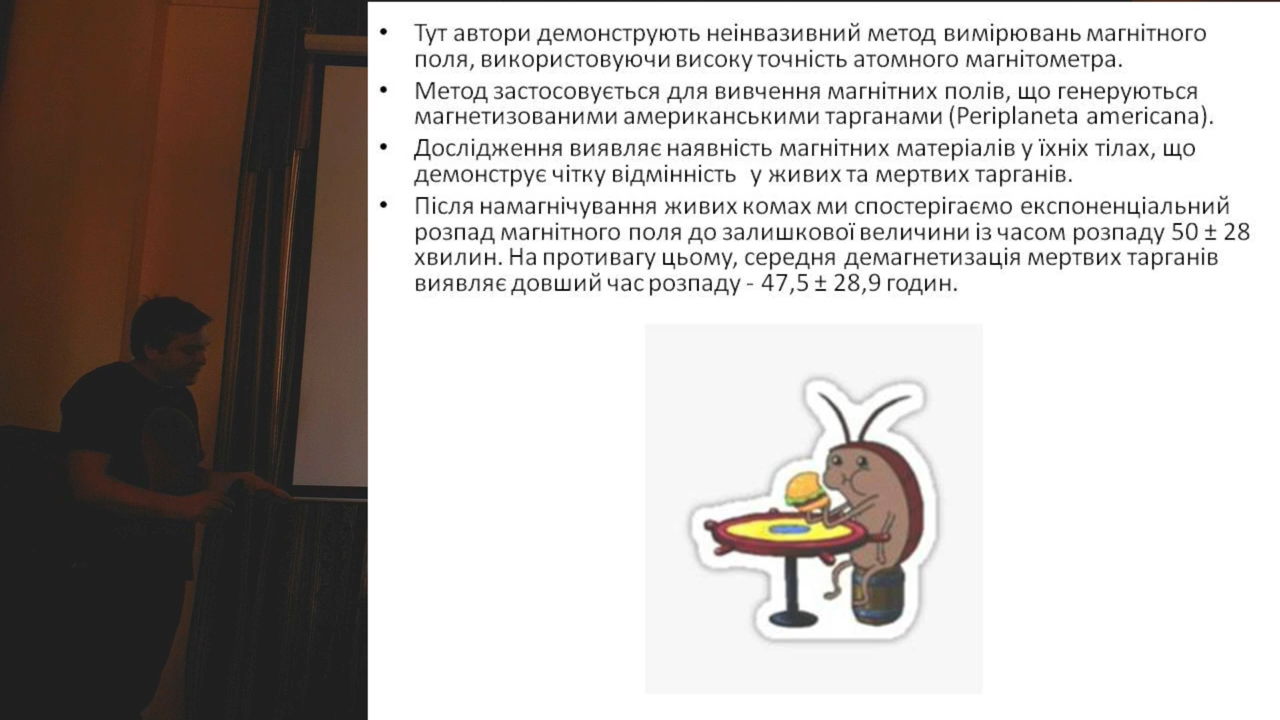 • Тут автори демонструють неінвазивний метод вимірювань магнітного
поля, використовуючи високу точність атомного магнітометра.
• Метод застосовується для вивчення магнітних полів, що генеруються
магнетизованими американськими тарганами (Periplaneta americana).
• Дослідження виявляє наявність магнітних матеріалів у їхніх тілах, що
демонструє чітку відмінність у живих та мертвих тарганів.
• Після намагнічування живих комах ми спостерігаємо експоненціальний
розпад магнітного поля до залишкової величини із часом розпаду 50 ± 28
хвилин. На противагу цьому, середня демагнетизація мертвих тарганів
виявляє довший час розпаду - 47,5 ± 28,9 годин.